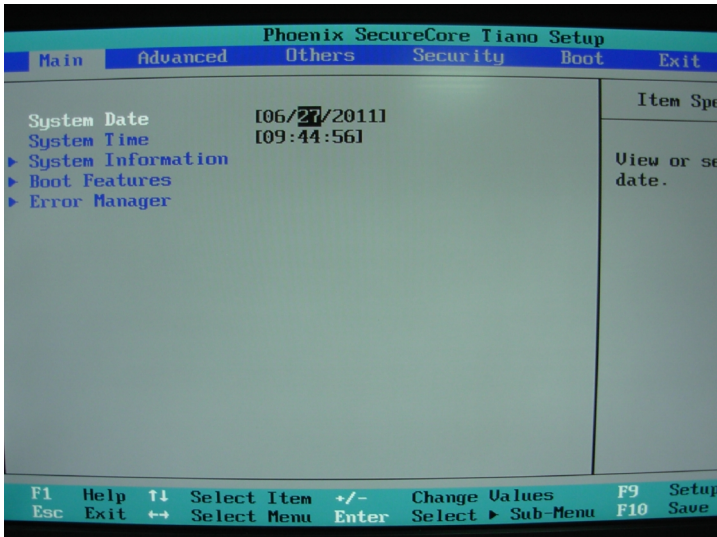 Phoenix SecureCore Tiano Setup
Main Advanced Others Security Boot Exit
Item
System Date [06/27/2011]
System Time [09:44:56]
System Information
View or
Boot Features
date.
Error Manager
F1 Help ↑↓ Select Item +/- Change Values F9 Setup
Esc Exit ↔ Select Menu Enter Select ▶ Sub-Menu F10 Save